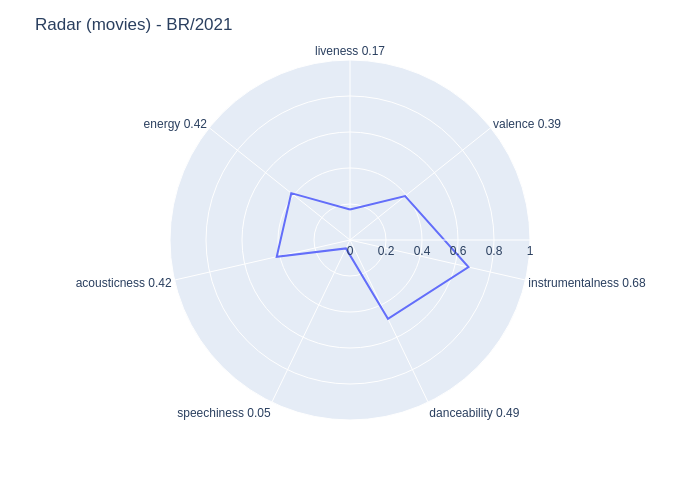 Radar (movies) - BR/2021
liveness 0.17
energy 0.42
valence 0.39
0 0.2 0.4 0.6 0.8 1
acousticness 0.42
instrumentalness 0.68
speechiness 0.05
danceability 0.49